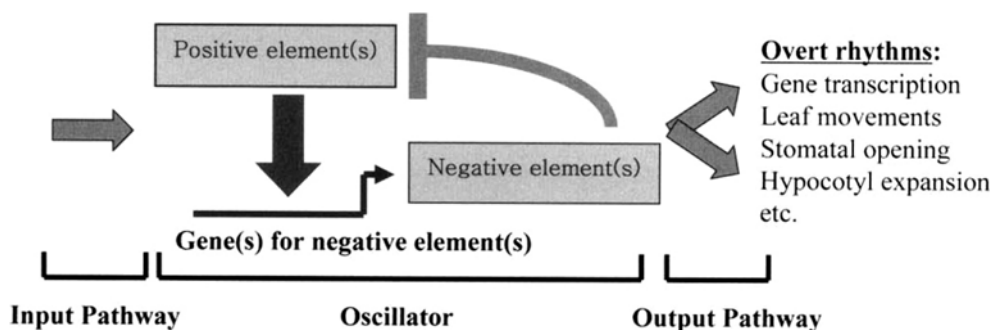 Positive element(s)
Negative element(s)
Gene(s) for negative element(s)
Overt rhythms:
Gene transcription
Leaf movements
Stomatal opening
Hypocotyl expansion
etc.
Input Pathway
Oscillator
Output Pathway